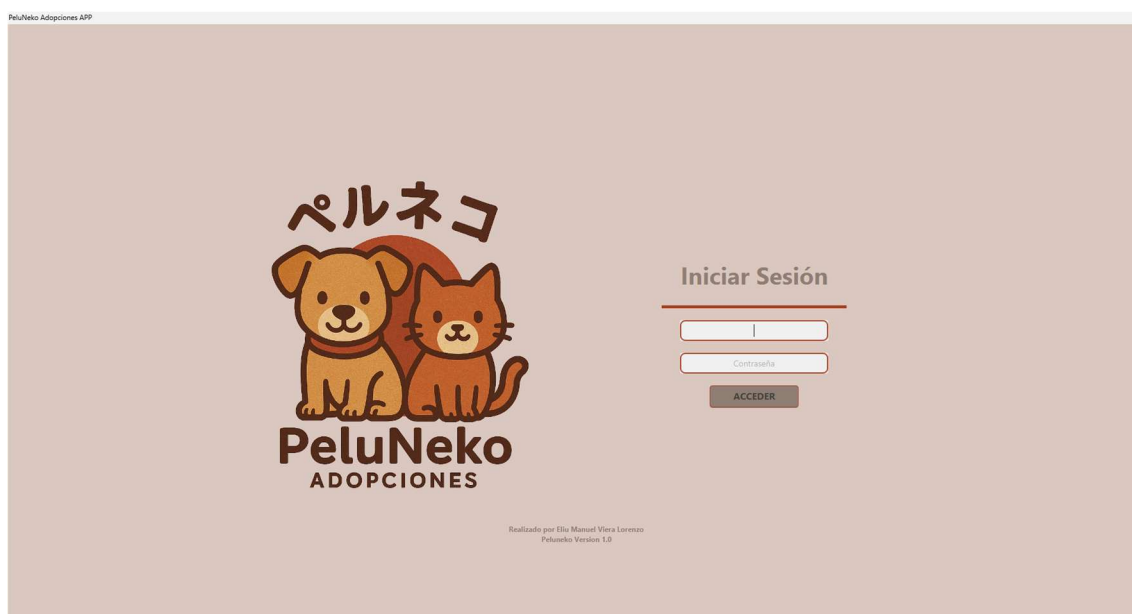 PeluNeko Adopciones APP
ペルネコ
PeluNeko
ADOPCIONES
Iniciar Sesión
Contraseña
ACCEDER
Realizado por Eliu Manuel Viera Lorenzo
Peluneko Version 1.0